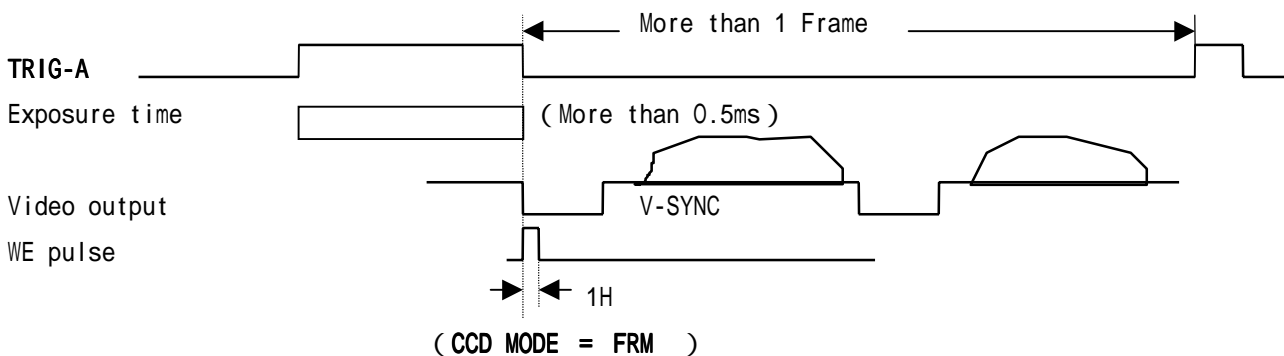 More than 1 Frame
TRIG-A
Exposure time
(More than 0.5ms)
Video output
V-SYNC
WE pulse
1H
(CCD MODE = FRM )